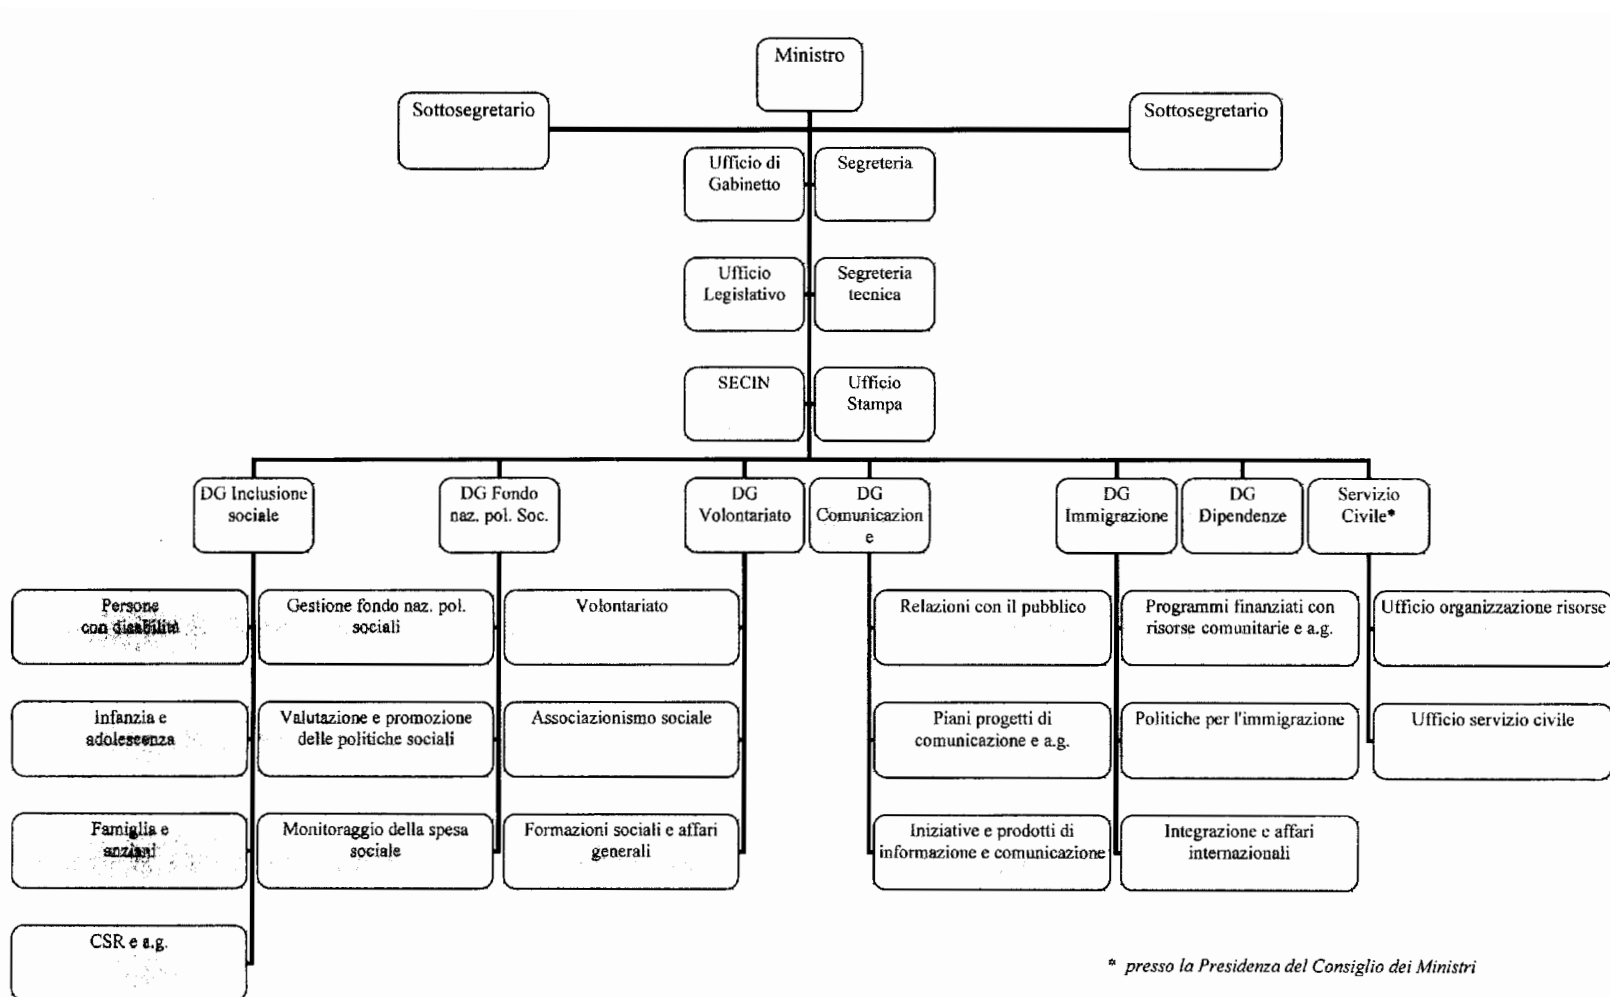 Ministro
Sottosegretario
Sottosegretario
Ufficio di
Gabinetto
Segreteria
Ufficio
Legislativo
Segreteria
tecnica
SECIN
Ufficio
Stampa
DG Inclusione
sociale
DG Fondo
naz. pol. Soc.
DG
Volontariato
DG
Comunicazion
e
DG
Immigrazione
DG
Dipendenze
Servizio
Civile*
Persone
con disabilità
Gestione fondo naz. pol.
sociali
Volontariato
Relazioni con il pubblico
Programmi finanziati con
risorse comunitarie e a.g.
Ufficio organizzazione risorse
Infanzia e
adolescenza
Valutazione e promozione
delle politiche sociali
Associazionismo sociale
Piani progetti di
comunicazione e a.g.
Politiche per l'immigrazione
Ufficio servizio civile
Famiglia e
anziani
Monitoraggio della spesa
sociale
Formazioni sociali e affari
generali
Iniziative e prodotti di
informazione e comunicazione
Integrazione e affari
internazionali
CSR e a.g.
* presso la Presidenza del Consiglio dei Ministri